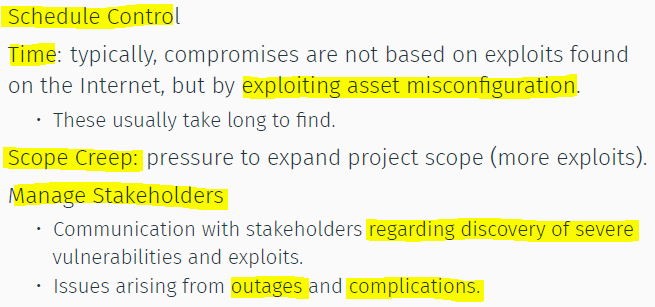 Schedule Control
Time: typically, compromises are not based on exploits found
on the Internet, but by exploiting asset misconfiguration.
• These usually take long to find.
Scope Creep: pressure to expand project scope (more exploits).
Manage Stakeholders
• Communication with stakeholders regarding discovery of severe
vulnerabilities and exploits.
• Issues arising from outages and complications.